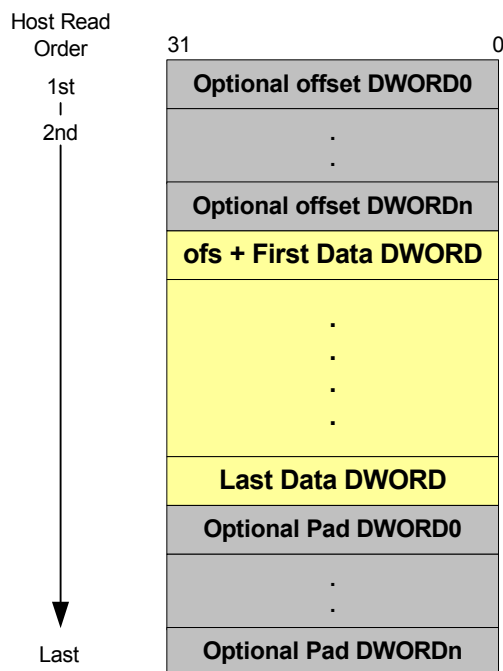 Host Read
Order
31 0
1st
2nd
Last
Optional offset DWORD0
.
.
Optional offset DWORDn
ofs + First Data DWORD
.
.
.
.
Last Data DWORD
Optional Pad DWORD0
.
.
Optional Pad DWORDn